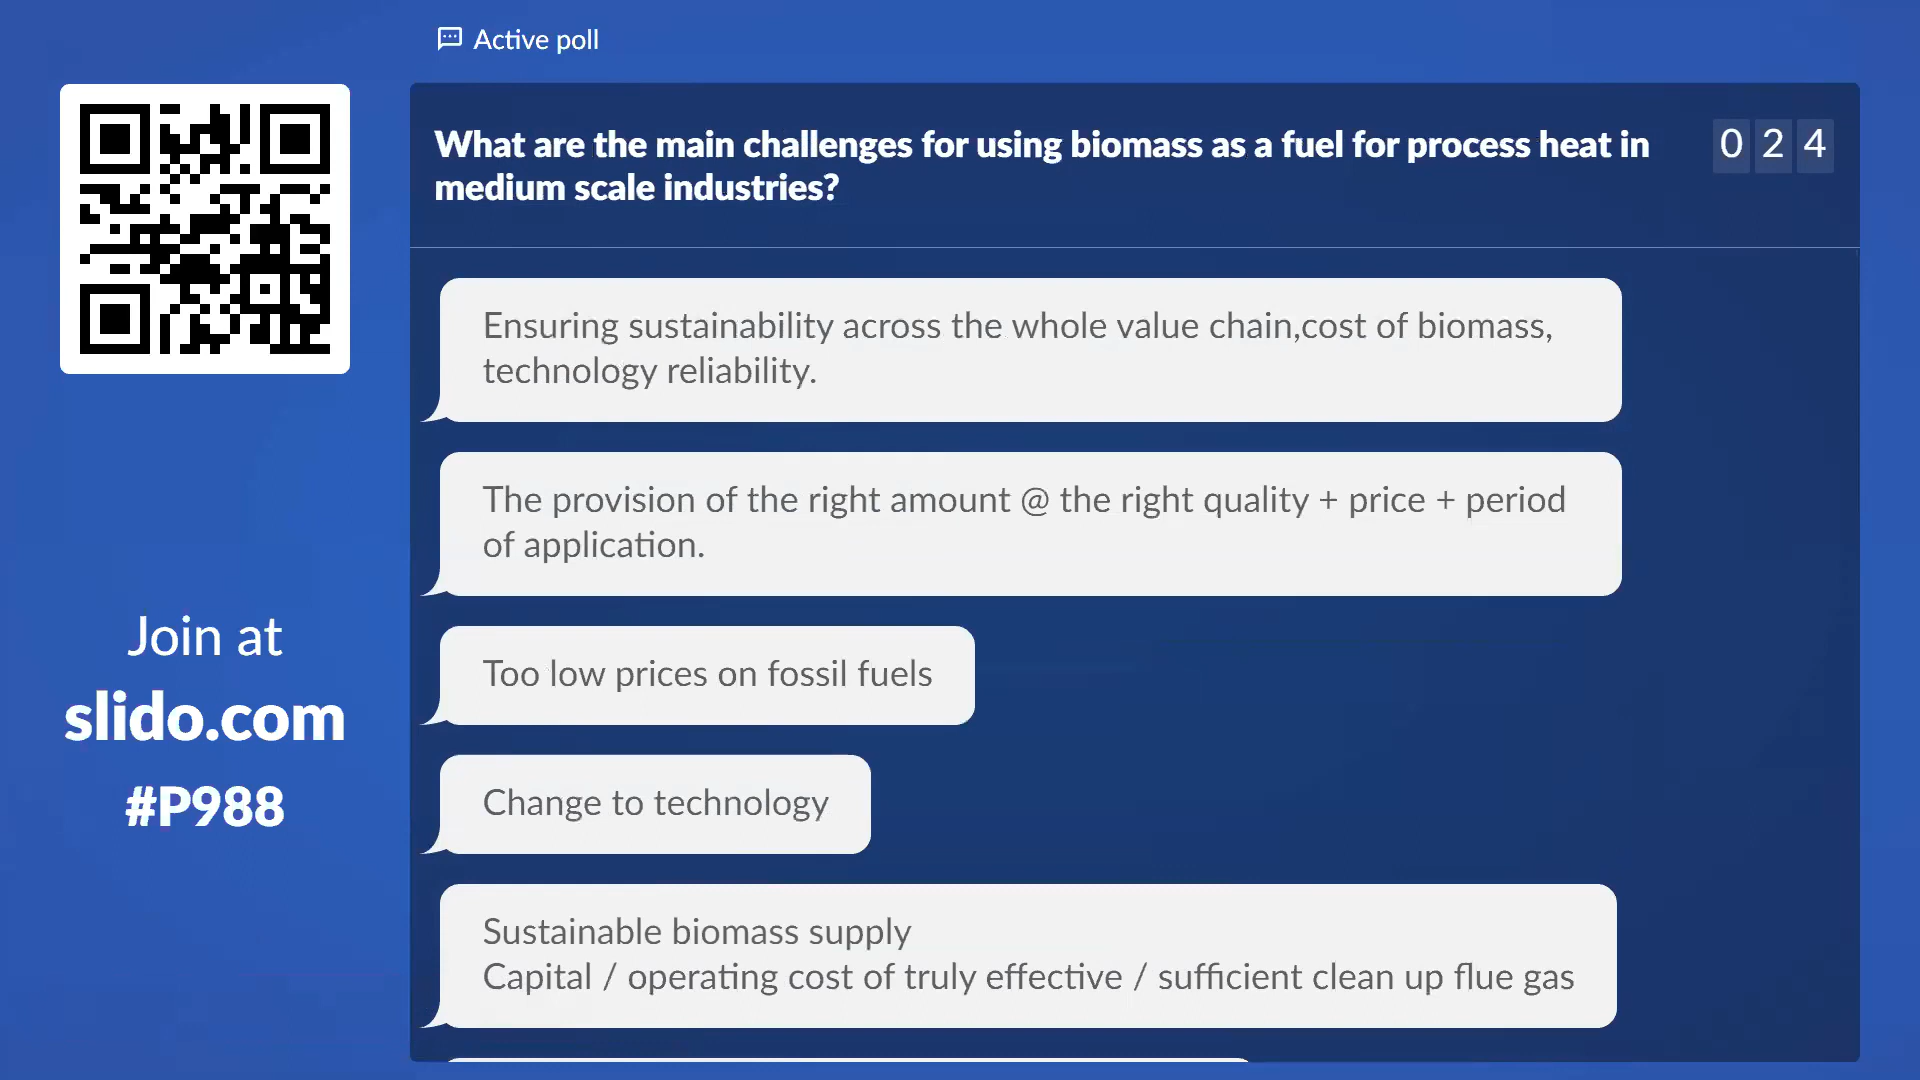 Active poll
What are the main challenges for using biomass as a fuel for process heat in
medium scale industries?
024
Ensuring sustainability across the whole value chain,cost of biomass,
technology reliability.
The provision of the right amount @ the right quality + price + period
of application.
Too low prices on fossil fuels
Change to technology
Sustainable biomass supply
Capital / operating cost of truly effective / sufficient clean up flue gas
Join at
slido.com
#P988